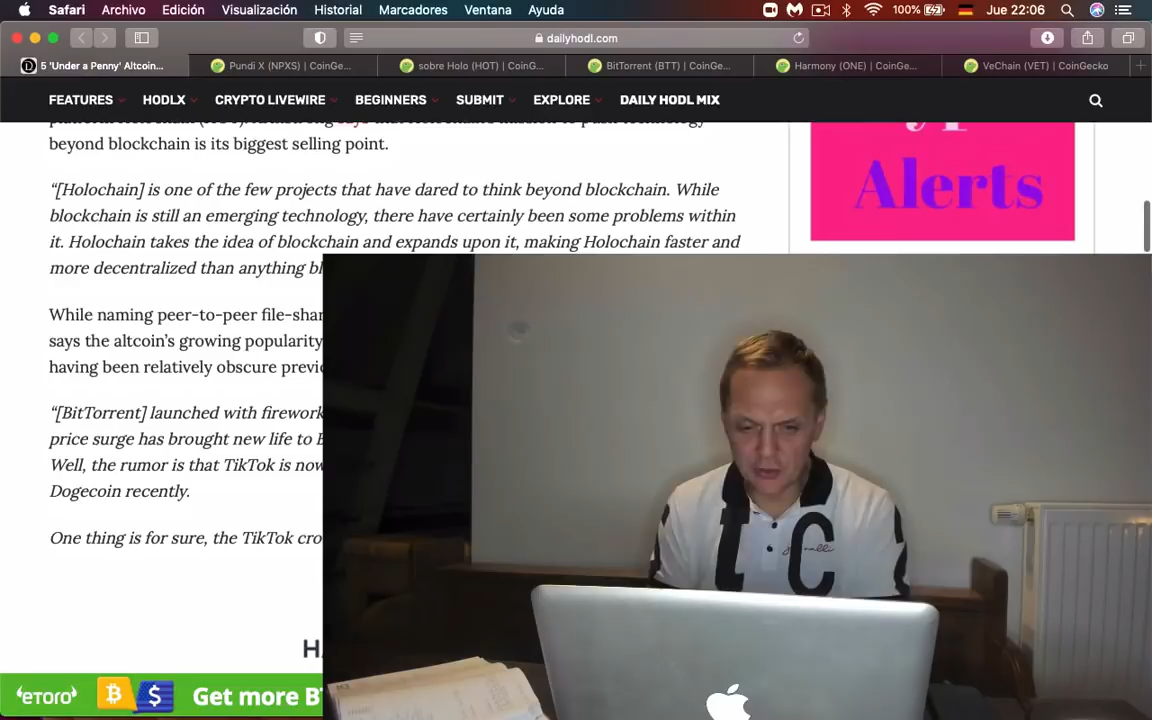 Safari Archivo Edición Visualización Historial Marcadores Ventana Ayuda 100% Jue 22:06
dailyhodl.com
5 'Under a Penny' Altcoin... Pundi X (NPXS) | CoinGe... sobre Holo (HOT) | CoinG... BitTorrent (BTT) | CoinGe... Harmony (ONE) | CoinGe... VeChain (VET) | CoinGecko
FEATURES HODLX CRYPTO LIVEWIRE BEGINNERS SUBMIT EXPLORE DAILY HODL MIX
beyond blockchain is its biggest selling point.
Alerts
“[Holochain] is one of the few projects that have dared to think beyond blockchain. While
blockchain is still an emerging technology, there have certainly been some problems within
it. Holochain takes the idea of blockchain and expands upon it, making Holochain faster and
more decentralized than anything bl
While naming peer-to-peer file-shar
says the altcoin’s growing popularity
having been relatively obscure previ
“[BitTorrent] launched with firework
price surge has brought new life to B
Well, the rumor is that TikTok is now
Dogecoin recently.
One thing is for sure, the TikTok cro
H
eToro B $ Get more B
t C